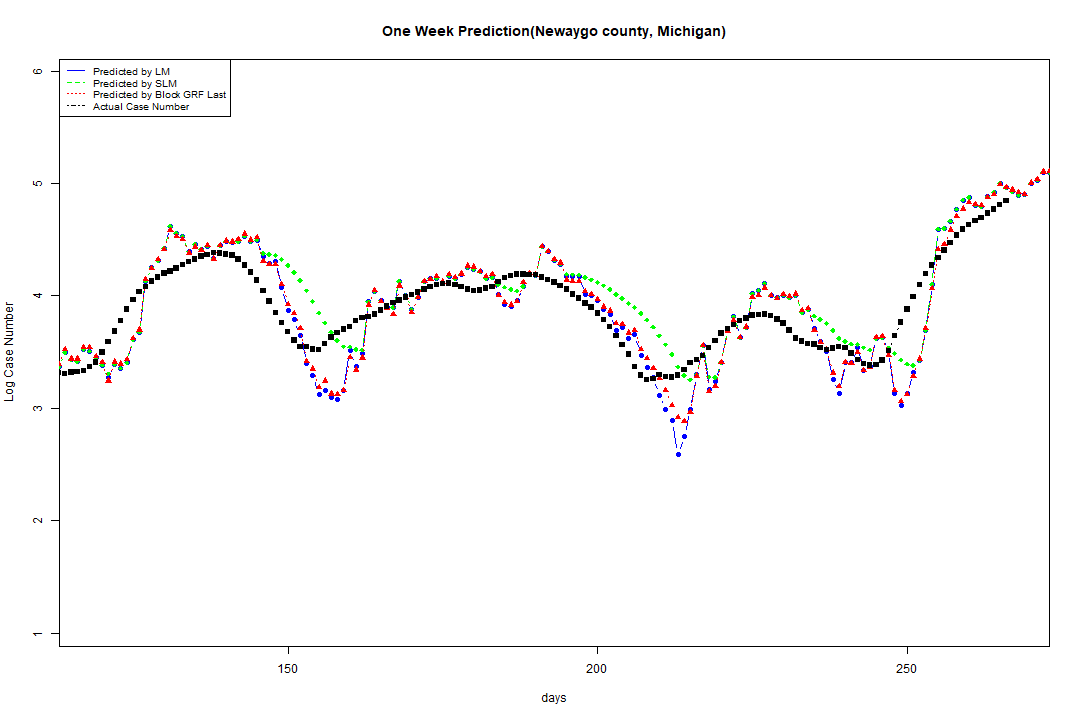 One Week Prediction(Newaygo county, Michigan)
Predicted by LM
Predicted by SLM
Predicted by Block GRF Last
Actual Case Number
6
5
4
3
2
1
Log Case Number
150 200 250
days